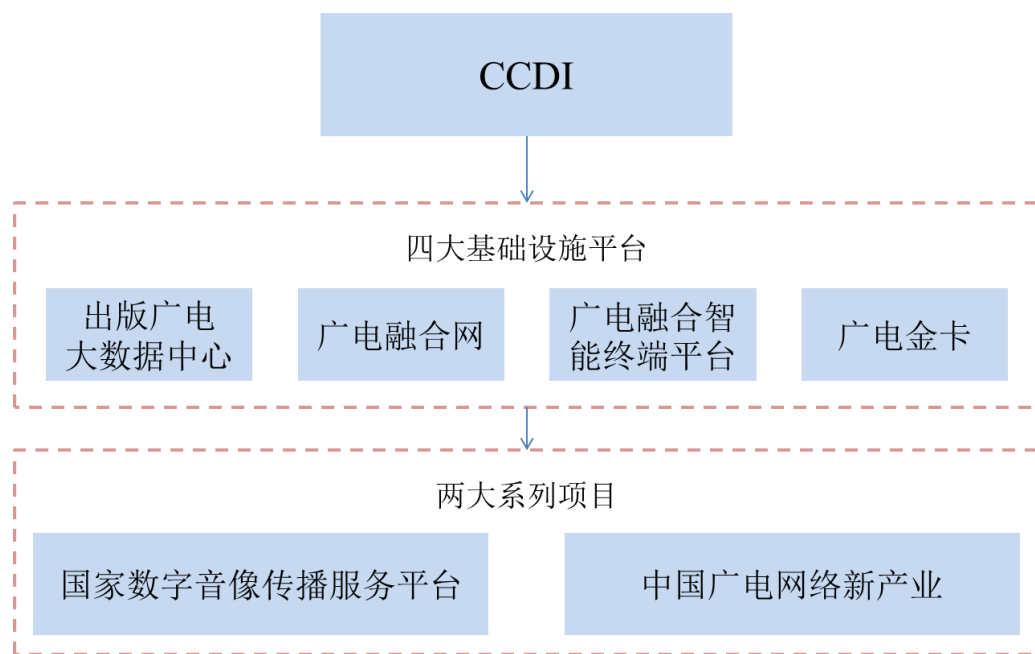 CCDI
四大基础设施平台
出版广电
大数据中心
广电融合网
广电融合智
能终端平台
广电金卡
两大系列项目
国家数字音像传播服务平台
中国广电网络新产业